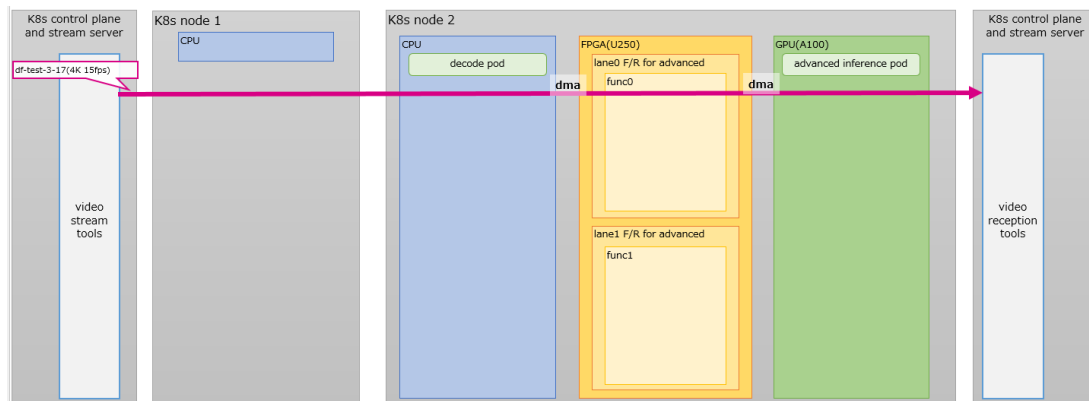 K8s control plane
and stream server
df-test-3-17(4K 15fps)
video
stream
tools
K8s node 1
CPU
K8s node 2
CPU
decode pod
dma
FPGA(U250)
lane0 F/R for advanced
func0
lane1 F/R for advanced
func1
dma
GPU(A100)
advanced inference pod
K8s control plane
and stream server
video
reception
tools